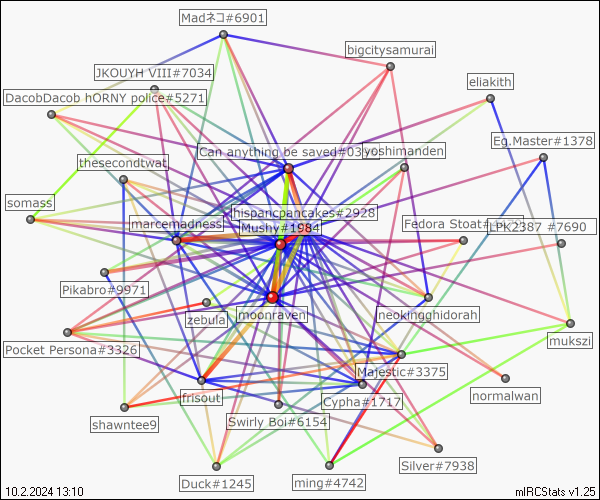 Madネコ#6901
bigcitysamurai
JKOUYH VIII#7034
eliakith
DacobDacob hORNY police#5271
Eg.Master#1378
Can anything be saved#03
yoshimanden
thesecondtwat
somass
hispanicpancakes#2928
marcemadness
Mushy#1984
Fedora Stoat#
LPK2387 #7690
Pikabro#9971
zebula
moonraven
neokingghidorah
mukszi
Pocket Persona#3326
Majestic#3375
frisout
Cypha#1717
normalwan
shawntee9
Swirly Boi#6154
Silver#7938
Duck#1245
ming#4742
10.2.2024 13:10
mIRCStats v1.25